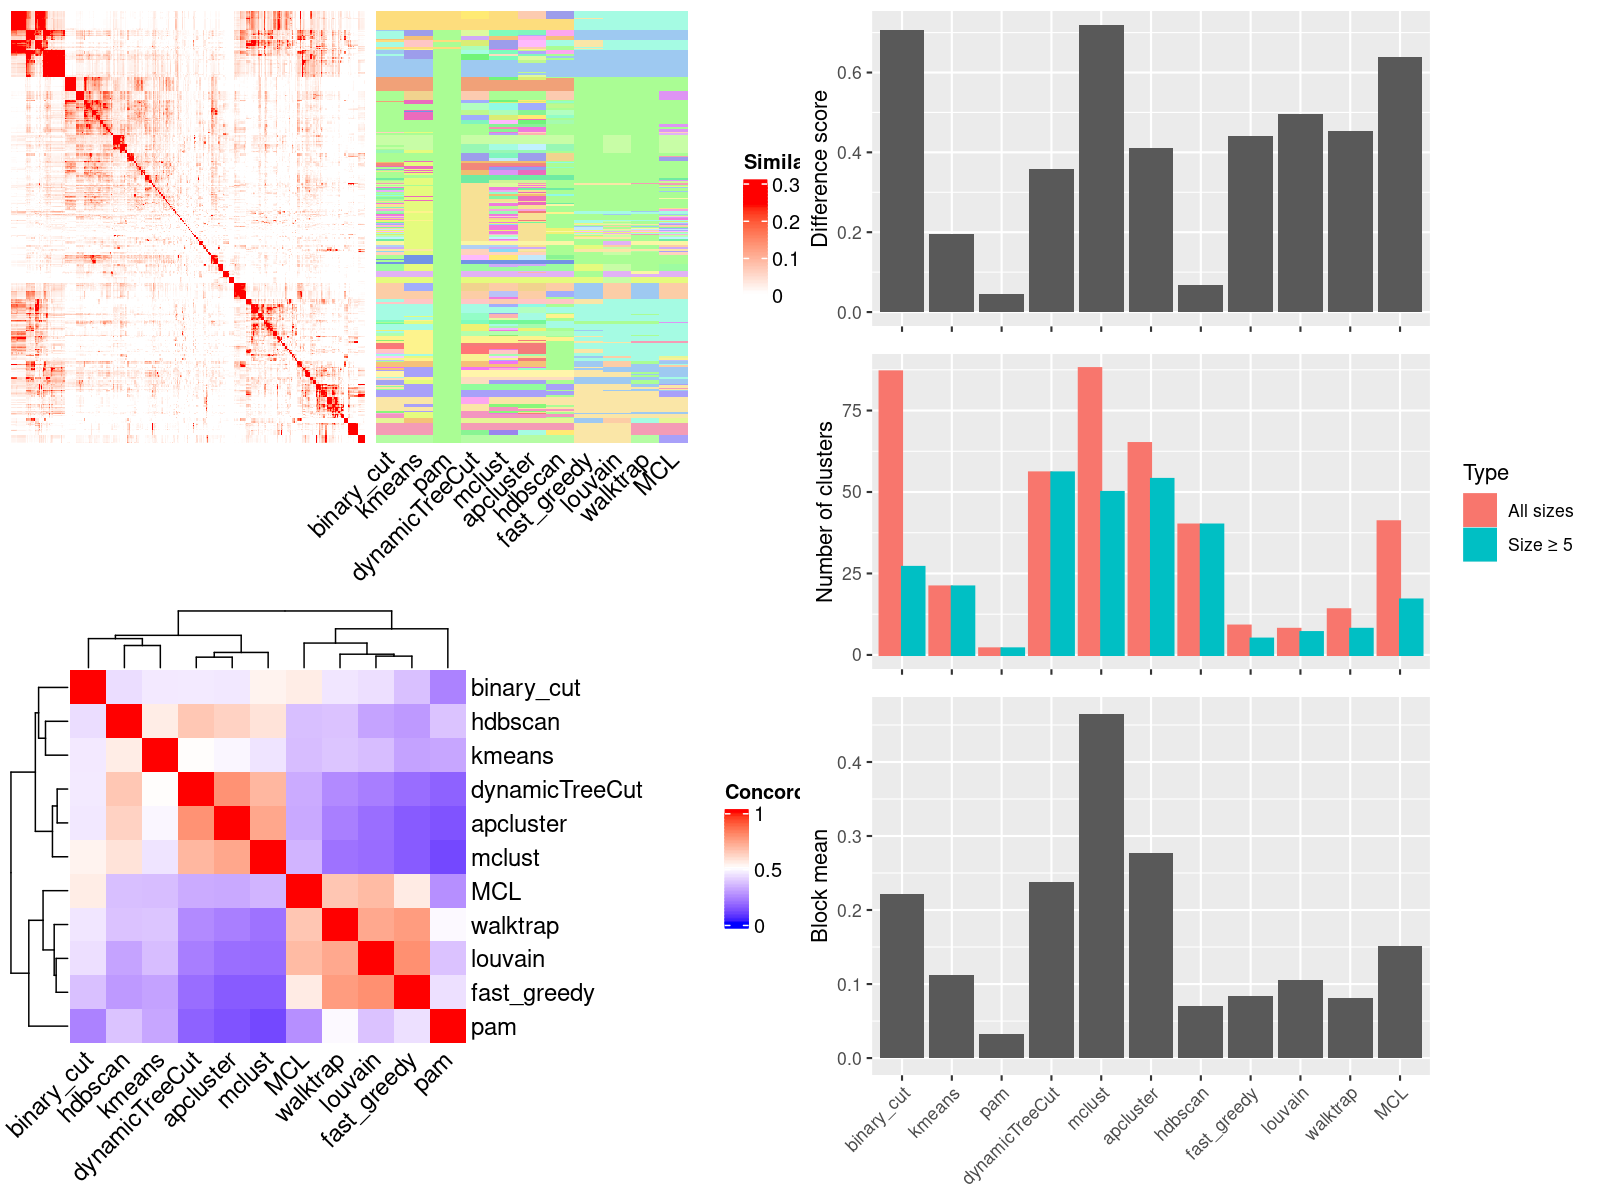 Simila
0.3
0.2
0.1
0
binary_cut
kmeans
pam
dynamicTreeCut
mclust
apcluster
hdbscan
fast_greedy
louvain
walktrap
MCL
binary_cut
hdbscan
kmeans
dynamicTreeCut
apcluster
mclust
MCL
walktrap
louvain
fast_greedy
pam
Concord
1
0.5
0
binary_cut
hdbscan
kmeans
dynamicTreeCut
apcluster
mclust
MCL
walktrap
louvain
fast_greedy
pam
Difference score
0.6
0.4
0.2
0.0
Number of clusters
75
50
25
0
Type
All sizes
Size ≥ 5
Block mean
0.4
0.3
0.2
0.1
0.0
binary_cut
kmeans
pam
dynamicTreeCut
mclust
apcluster
hdbscan
fast_greedy
louvain
walktrap
MCL